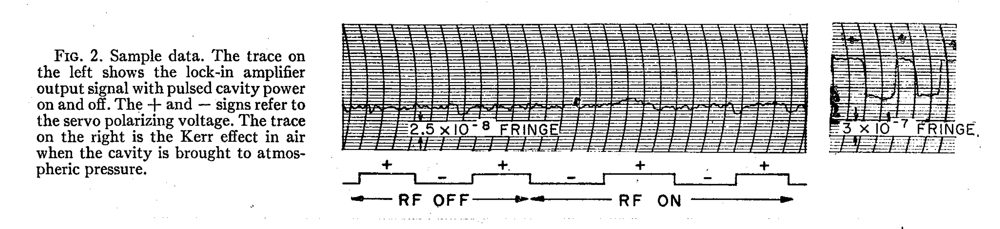 FIG. 2. Sample data. The trace on
the left shows the lock-in amplifier
output signal with pulsed cavity power
on and off. The + and − signs refer to
the servo polarizing voltage. The trace
on the right is the Kerr effect in air
when the cavity is brought to atmos-
pheric pressure.
2.5 x 10⁻⁸ FRINGE
3 x 10⁻⁷ FRINGE.
+ − + − + − +
RF OFF RF ON